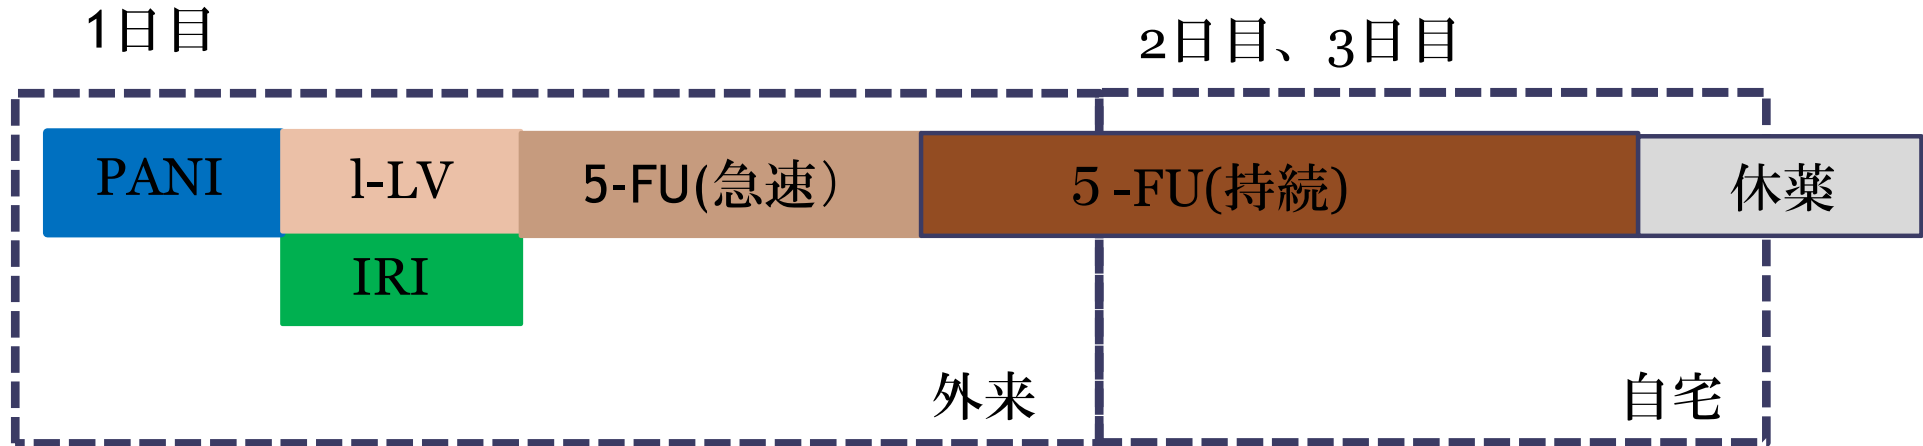 1日目
2日目、3日目
PANI
l-LV
5-FU(急速）
5 -FU(持続)
休薬
IRI
外来
自宅